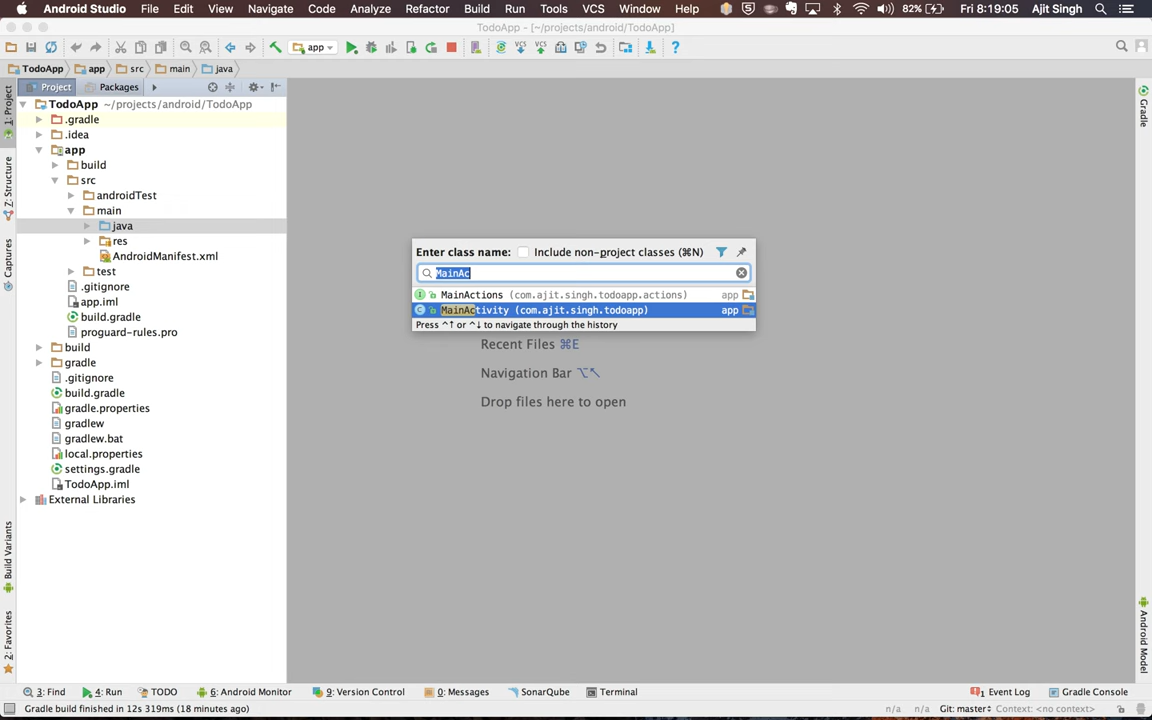 Android Studio File Edit View Navigate Code Analyze Refactor Build Run Tools VCS Window Help 82% Fri 8:19:05 Ajit Singh
TodoApp - [~/projects/android/TodoApp]
app
TodoApp app src main java
Project Packages
TodoApp ~/projects/android/TodoApp
.gradle
.idea
app
build
src
androidTest
main
java
res
AndroidManifest.xml
test
.gitignore
app.iml
build.gradle
proguard-rules.pro
build
gradle
.gitignore
build.gradle
gradle.properties
gradlew
gradlew.bat
local.properties
settings.gradle
TodoApp.iml
External Libraries
1: Project
Z: Structure
Captures
Build Variants
2: Favorites
Enter class name: Include non-project classes (⌘N)
MainAc
MainActions (com.ajit.singh.todoapp.actions) app
MainActivity (com.ajit.singh.todoapp) app
Press ⌃↑ or ⌃↓ to navigate through the history
Recent Files ⌘E
Navigation Bar ⌥↖
Drop files here to open
Gradle
Android Model
3: Find 4: Run TODO 6: Android Monitor 9: Version Control 0: Messages SonarQube Terminal 1 Event Log Gradle Console
Gradle build finished in 12s 319ms (18 minutes ago) n/a n/a Git: master Context: <no context>